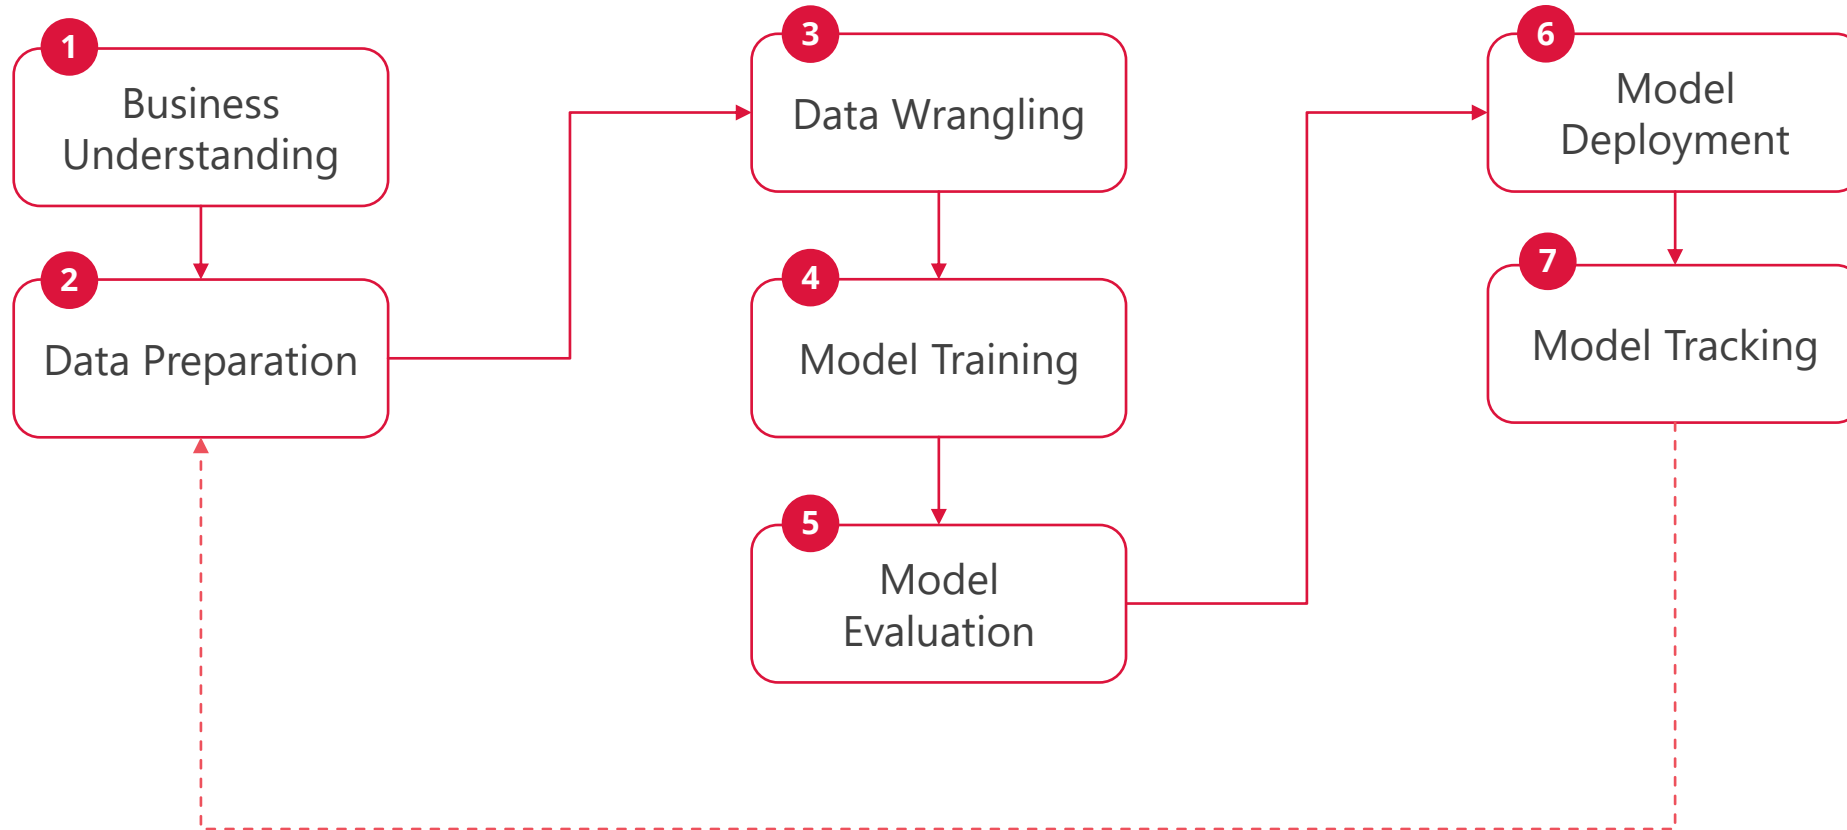 1
Business
Understanding
2
Data Preparation
3
Data Wrangling
4
Model Training
5
Model
Evaluation
6
Model
Deployment
7
Model Tracking